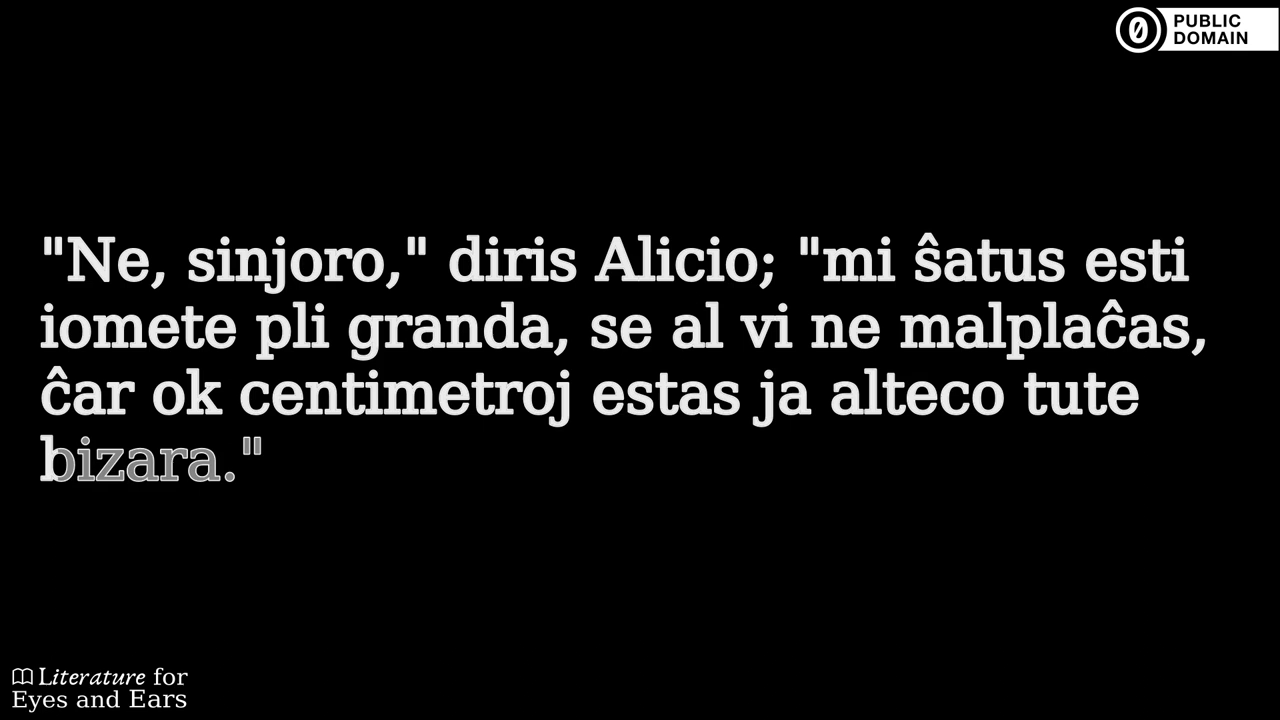 PUBLIC
DOMAIN
"Ne, sinjoro," diris Alicio; "mi ŝatus esti
iomete pli granda, se al vi ne malplaĉas,
ĉar ok centimetroj estas ja alteco tute
bizara."
Literature for
Eyes and Ears